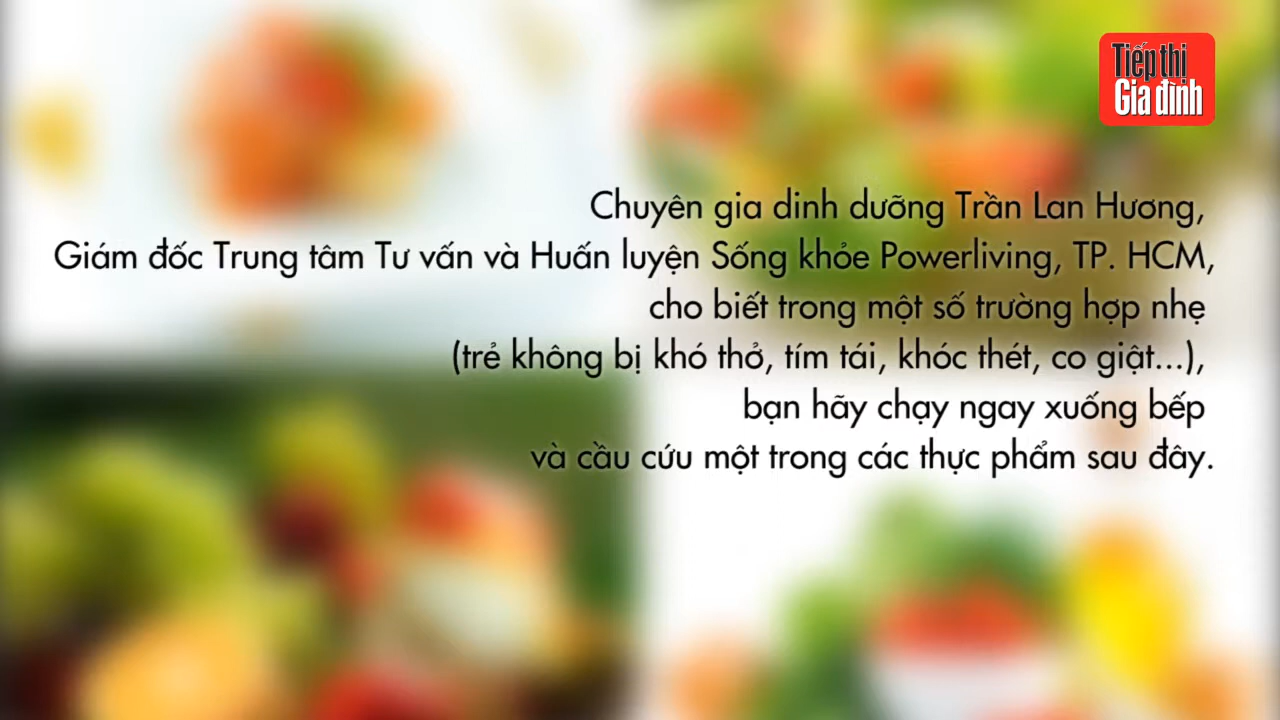 Tiếp thị
Gia đình
Chuyên gia dinh dưỡng Trần Lan Hương,
Giám đốc Trung tâm Tư vấn và Huấn luyện Sống khỏe Powerliving, TP. HCM,
cho biết trong một số trường hợp nhẹ
(trẻ không bị khó thở, tím tái, khóc thét, co giật...),
bạn hãy chạy ngay xuống bếp
và cầu cứu một trong các thực phẩm sau đây.